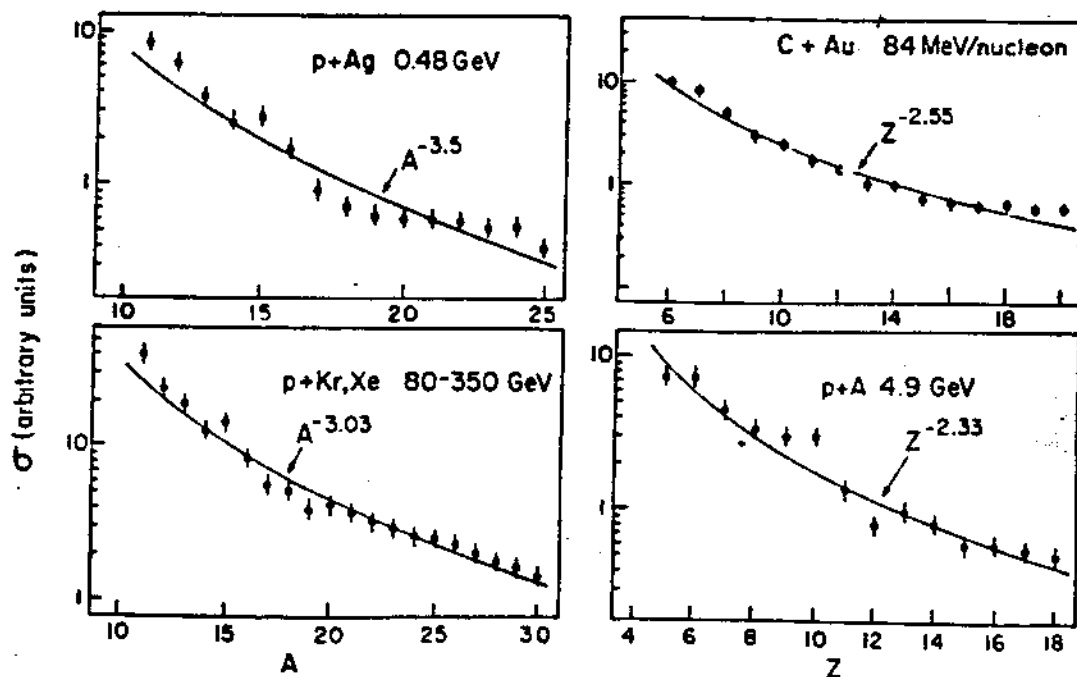 σ (arbitrary units)
10
1
p+Ag 0.48 GeV
A^-3.5
10 15 20 25
10
1
C + Au 84 MeV/nucleon
Z^-2.55
6 10 14 18
10
1
p+Kr,Xe 80-350 GeV
A^-3.03
10 15 20 25 30
A
10
1
p+A 4.9 GeV
Z^-2.33
4 6 8 10 12 14 16 18
Z